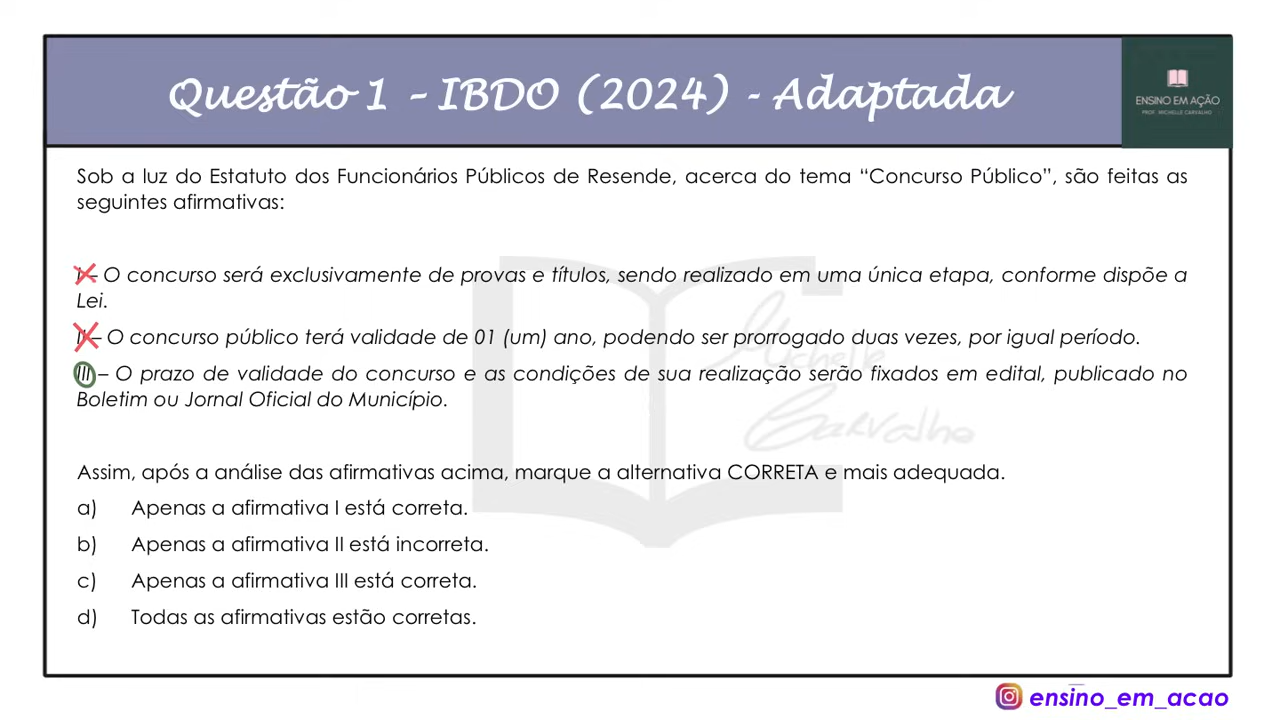 Questão 1 – IBDO (2024) - Adaptada
ENSINO EM AÇÃO
PROF. MICHELLE CARVALHO
Sob a luz do Estatuto dos Funcionários Públicos de Resende, acerca do tema “Concurso Público”, são feitas as
seguintes afirmativas:
I – O concurso será exclusivamente de provas e títulos, sendo realizado em uma única etapa, conforme dispõe a
Lei.
II – O concurso público terá validade de 01 (um) ano, podendo ser prorrogado duas vezes, por igual período.
III – O prazo de validade do concurso e as condições de sua realização serão fixados em edital, publicado no
Boletim ou Jornal Oficial do Município.
Michelle
Carvalho
Assim, após a análise das afirmativas acima, marque a alternativa CORRETA e mais adequada.
a) Apenas a afirmativa I está correta.
b) Apenas a afirmativa II está incorreta.
c) Apenas a afirmativa III está correta.
d) Todas as afirmativas estão corretas.
ensino_em_acao